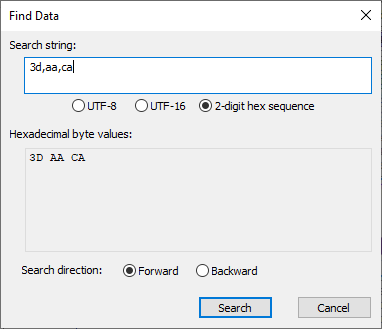 Find Data
Search string:
3d,aa,ca
UTF-8 UTF-16 2-digit hex sequence
Hexadecimal byte values:
3D AA CA
Search direction: Forward Backward
Search Cancel